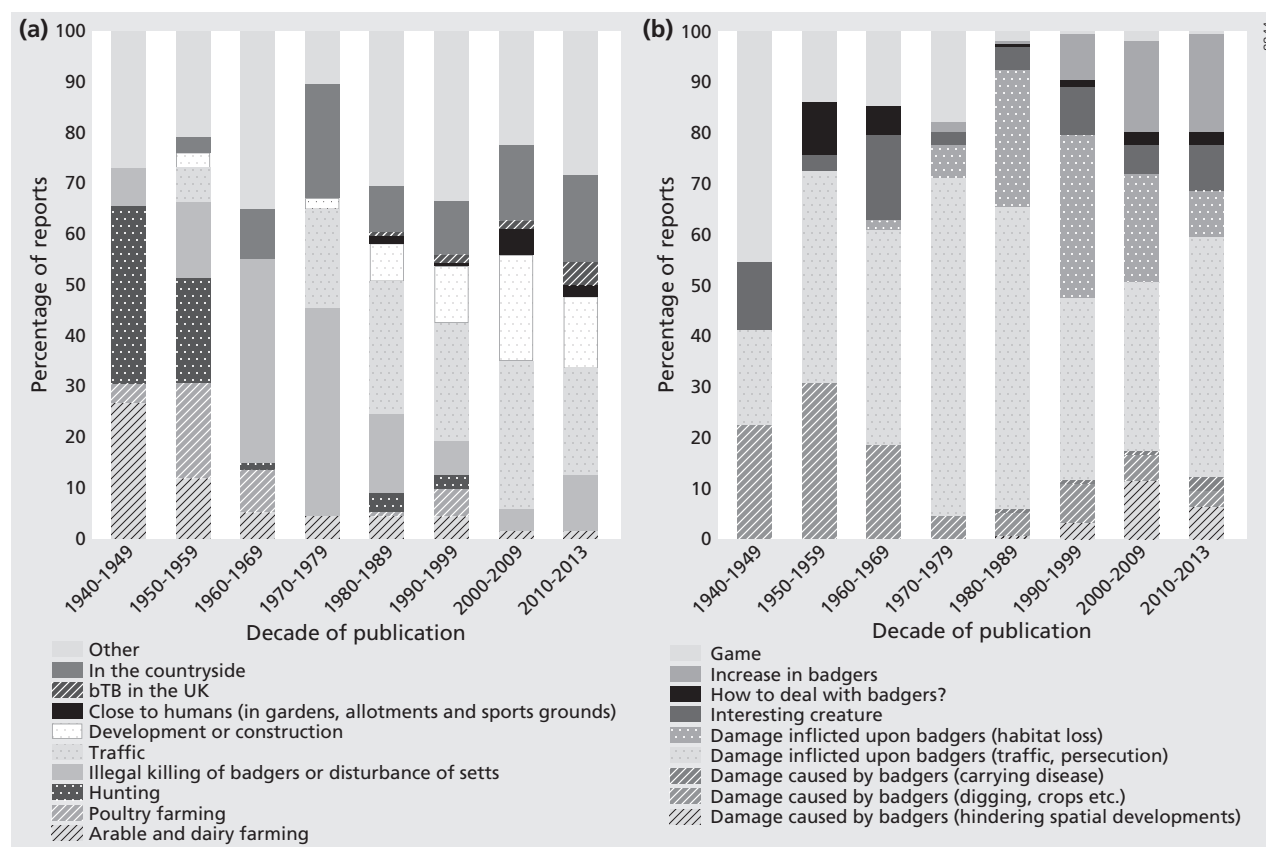 (a)
100
90
80
70
60
50
40
30
20
10
0
Percentage of reports
1940-1949
1950-1959
1960-1969
1970-1979
1980-1989
1990-1999
2000-2009
2010-2013
Decade of publication
Other
In the countryside
bTB in the UK
Close to humans (in gardens, allotments and sports grounds)
Development or construction
Traffic
Illegal killing of badgers or disturbance of setts
Hunting
Poultry farming
Arable and dairy farming
(b)
100
90
80
70
60
50
40
30
20
10
0
Percentage of reports
1940-1949
1950-1959
1960-1969
1970-1979
1980-1989
1990-1999
2000-2009
2010-2013
Decade of publication
Game
Increase in badgers
How to deal with badgers?
Interesting creature
Damage inflicted upon badgers (habitat loss)
Damage inflicted upon badgers (traffic, persecution)
Damage caused by badgers (carrying disease)
Damage caused by badgers (digging, crops etc.)
Damage caused by badgers (hindering spatial developments)